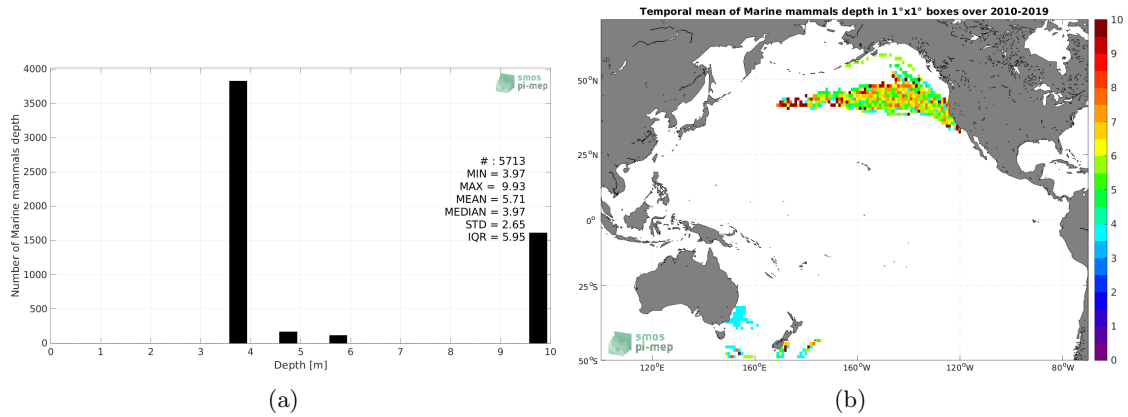 Number of Marine mammals depth
4000
3500
3000
2500
2000
1500
1000
500
0
0 1 2 3 4 5 6 7 8 9 10
Depth [m]
smos
pi-mep
# : 5713
MIN = 3.97
MAX = 9.93
MEAN = 5.71
MEDIAN = 3.97
STD = 2.65
IQR = 5.95
(a)
Temporal mean of Marine mammals depth in 1°x1° boxes over 2010-2019
50°N
25°N
0°
25°S
50°S
120°E 160°E 160°W 120°W 80°W
smos
pi-mep
10
9
8
7
6
5
4
3
2
1
0
(b)